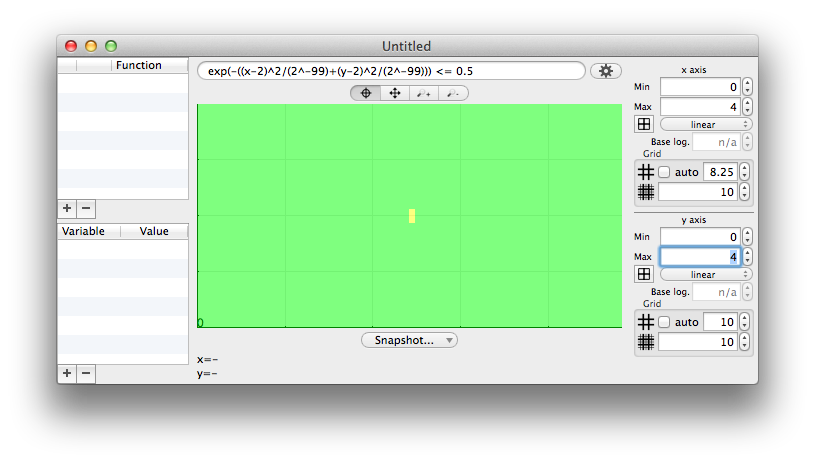 Untitled
Function
exp(-((x-2)^2/(2^-99)+(y-2)^2/(2^-99))) <= 0.5
x axis
Min 0
Max 4
linear
Base log. n/a
Grid
auto 8.25
10
y axis
Min 0
Max 4
linear
Base log. n/a
Grid
auto 10
10
Variable Value
0
Snapshot...
x=-
y=-